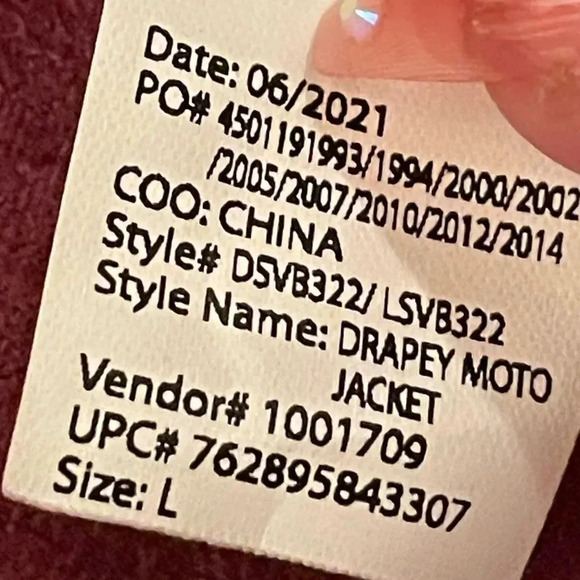 Date: 06/2021
PO# 4501191993/1994/2000/2002
/2005/2007/2010/2012/2014
COO: CHINA
Style# DSVB322/ LSVB322
Style Name: DRAPEY MOTO
JACKET
Vendor# 1001709
UPC# 762895843307
Size: L